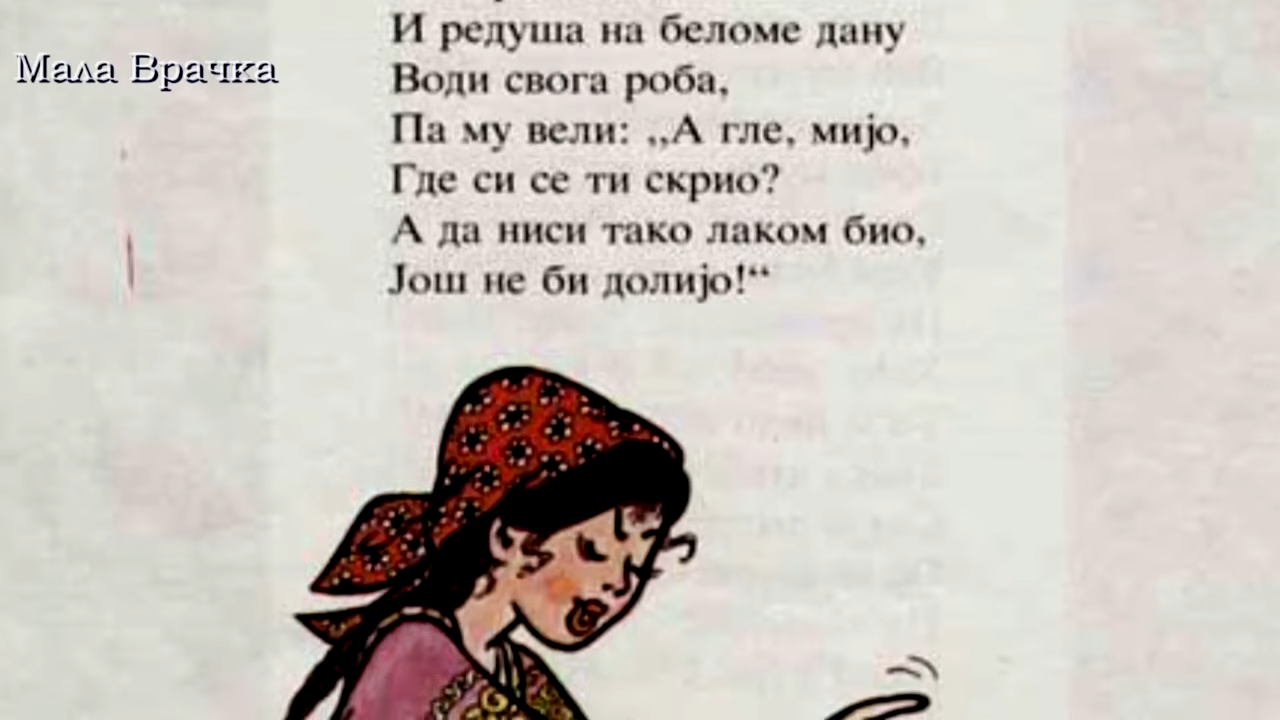 Мала Врачка
И редуша на беломе дану
Води свога роба,
Па му вели: „А гле, мијо,
Где си се ти скрио?
А да ниси тако лаком био,
Још не би долијо!“